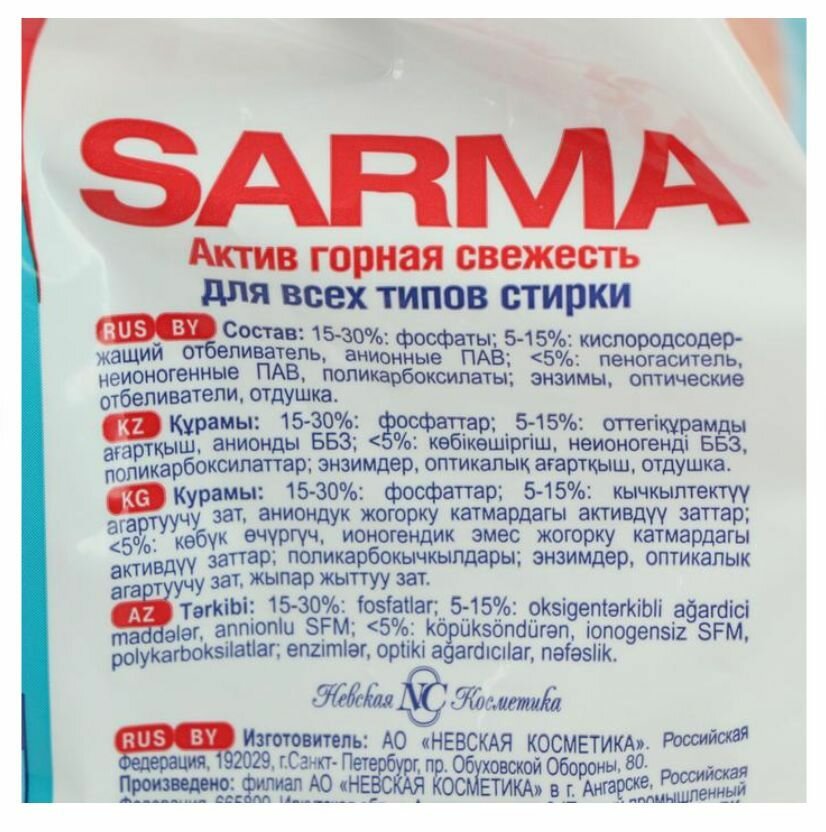 SARMA
Актив горная свежесть
для всех типов стирки
RUS BY Состав: 15-30%: фосфаты; 5-15%: кислородсодер-
жащий отбеливатель, анионные ПАВ; <5%: пеногаситель,
неионогенные ПАВ, поликарбоксилаты; энзимы, оптические
отбеливатели, отдушка.
KZ Құрамы: 15-30%: фосфаттар; 5-15%: оттегіқұрамды
ағартқыш, анионды ББЗ; <5%: көбікөшіргіш, неионогенді ББЗ,
поликарбоксилаттар; энзимдер, оптикалық ағартқыш, отдушка.
KG Курамы: 15-30%: фосфаттар; 5-15%: кычкылтектүү
агартуучу зат, аниондук жогорку катмардагы активдүү заттар;
<5%: көбүк өчүргүч, ионогендик эмес жогорку катмардагы
активдүү заттар; поликарбокычкылдары; энзимдер, оптикалык
агартуучу зат, жыпар жыттуу зат.
AZ Tərkibi: 15-30%: fosfatlar; 5-15%: oksigentərkibli ağardici
maddələr, annionlu SFM; <5%: köpüksöndürən, ionogensiz SFM,
polykarboksilatlar; enzimlər, optiki ağardıcılar, nəfəslik.
Невская NC Косметика
RUS BY Изготовитель: АО «НЕВСКАЯ КОСМЕТИКА». Российская
Федерация, 192029, г.Санкт- Петербург, пр. Обуховской Обороны, 80.
Произведено: филиал АО «НЕВСКАЯ КОСМЕТИКА» в г. Ангарске, Российская
Федерация, 665800, Иркутская обл.